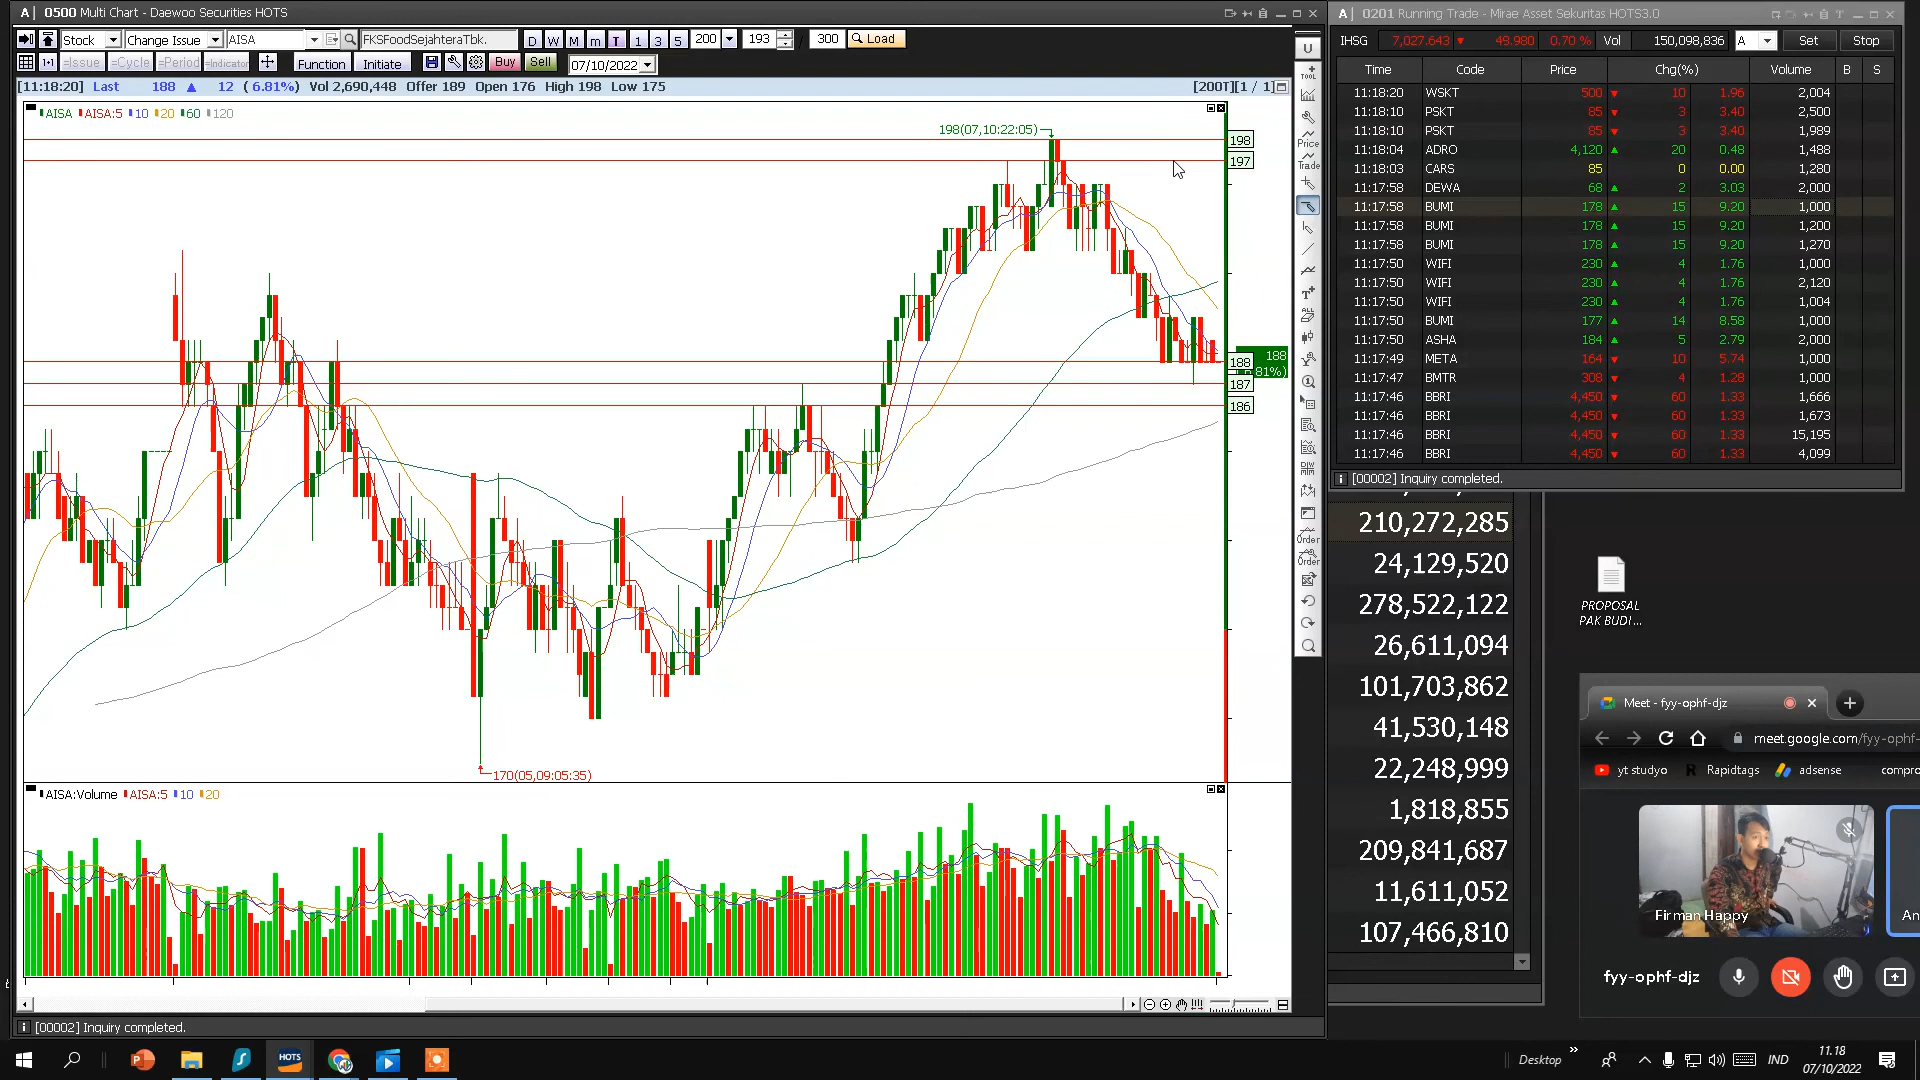 0500 Multi Chart - Daewoo Securities HOTS
Stock Change Issue AISA FKSFoodSejahteraTbk. D W M m T 1 3 5 200 193 300 Load
=Issue =Cycle =Period =Indicator Function Initiate Buy Sell 07/10/2022
[11:18:20] Last 188 ▲ 12 ( 6.81%) Vol 2,690,448 Offer 189 Open 176 High 198 Low 175 [200T][1 / 1]
AISA AISA:5 10 20 60 120
198(07,10:22:05)
198
197
188
188
81%)
187
186
170(05,09:05:35)
AISA:Volume AISA:5 10 20
[00002] Inquiry completed.
U
TOOL
Price
Trade
ALL
Order
Order
0201 Running Trade - Mirae Asset Sekuritas HOTS3.0
IHSG 7,027.643 ▼ 49.980 0.70 % Vol 150,098,836 A Set Stop
Time Code Price Chg(%) Volume B S
11:18:20 WSKT 500 ▼ 10 1.96 2,004
11:18:10 PSKT 85 ▼ 3 3.40 2,500
11:18:10 PSKT 85 ▼ 3 3.40 1,989
11:18:04 ADRO 4,120 ▲ 20 0.48 1,488
11:18:03 CARS 85 0 0.00 1,280
11:17:58 DEWA 68 ▲ 2 3.03 2,000
11:17:58 BUMI 178 ▲ 15 9.20 1,000
11:17:58 BUMI 178 ▲ 15 9.20 1,200
11:17:58 BUMI 178 ▲ 15 9.20 1,270
11:17:50 WIFI 230 ▲ 4 1.76 1,000
11:17:50 WIFI 230 ▲ 4 1.76 2,120
11:17:50 WIFI 230 ▲ 4 1.76 1,004
11:17:50 BUMI 177 ▲ 14 8.58 1,000
11:17:50 ASHA 184 ▲ 5 2.79 2,000
11:17:49 META 164 ▼ 10 5.74 1,000
11:17:47 BMTR 308 ▼ 4 1.28 1,000
11:17:46 BBRI 4,450 ▼ 60 1.33 1,666
11:17:46 BBRI 4,450 ▼ 60 1.33 1,673
11:17:46 BBRI 4,450 ▼ 60 1.33 15,195
11:17:46 BBRI 4,450 ▼ 60 1.33 4,099
[00002] Inquiry completed.
210,272,285
24,129,520
278,522,122
26,611,094
101,703,862
41,530,148
22,248,999
1,818,855
209,841,687
11,611,052
107,466,810
PROPOSAL
PAK BUDI ...
Meet - fyy-ophf-djz
meet.google.com/fyy-ophf-
yt studyo Rapidtags adsense compro
Firman Happy
An
fyy-ophf-djz
HOTS
Desktop
IND
11.18
07/10/2022